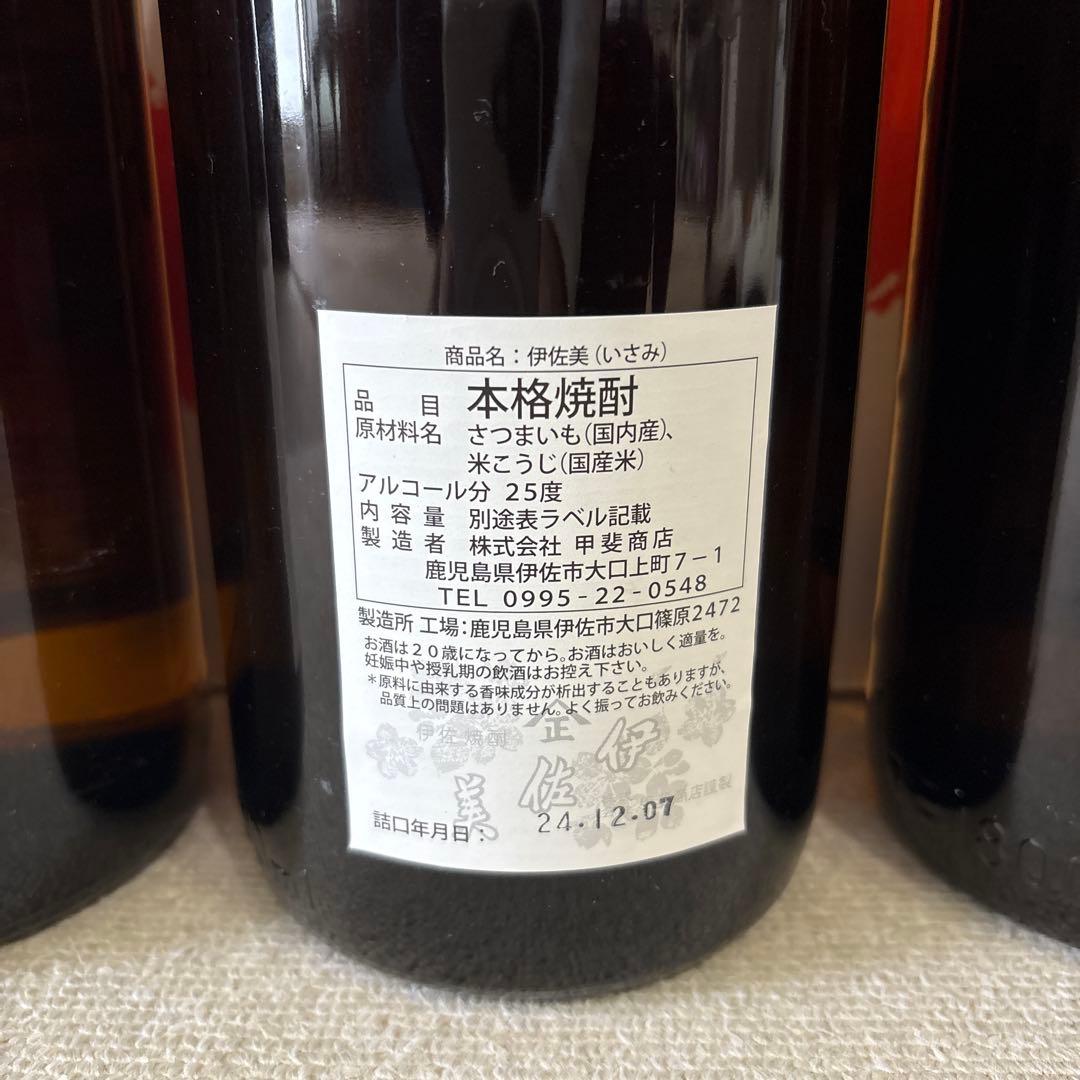 商品名：伊佐美（いさみ）
品　　目　本格焼酎
原材料名　さつまいも(国内産)、
米こうじ(国産米)
アルコール分 25度
内容量　別途表ラベル記載
製造者　株式会社 甲斐商店
鹿児島県伊佐市大口上町7－1
TEL 0995-22-0548
製造所 工場：鹿児島県伊佐市大口篠原2472
お酒は20歳になってから。お酒はおいしく適量を。
妊娠中や授乳期の飲酒はお控え下さい。
＊原料に由来する香味成分が析出することもありますが、
品質上の問題はありません。よく振ってお飲みください。
正
伊佐焼酎
伊佐美
商店謹製
詰口年月日： 24.12.07